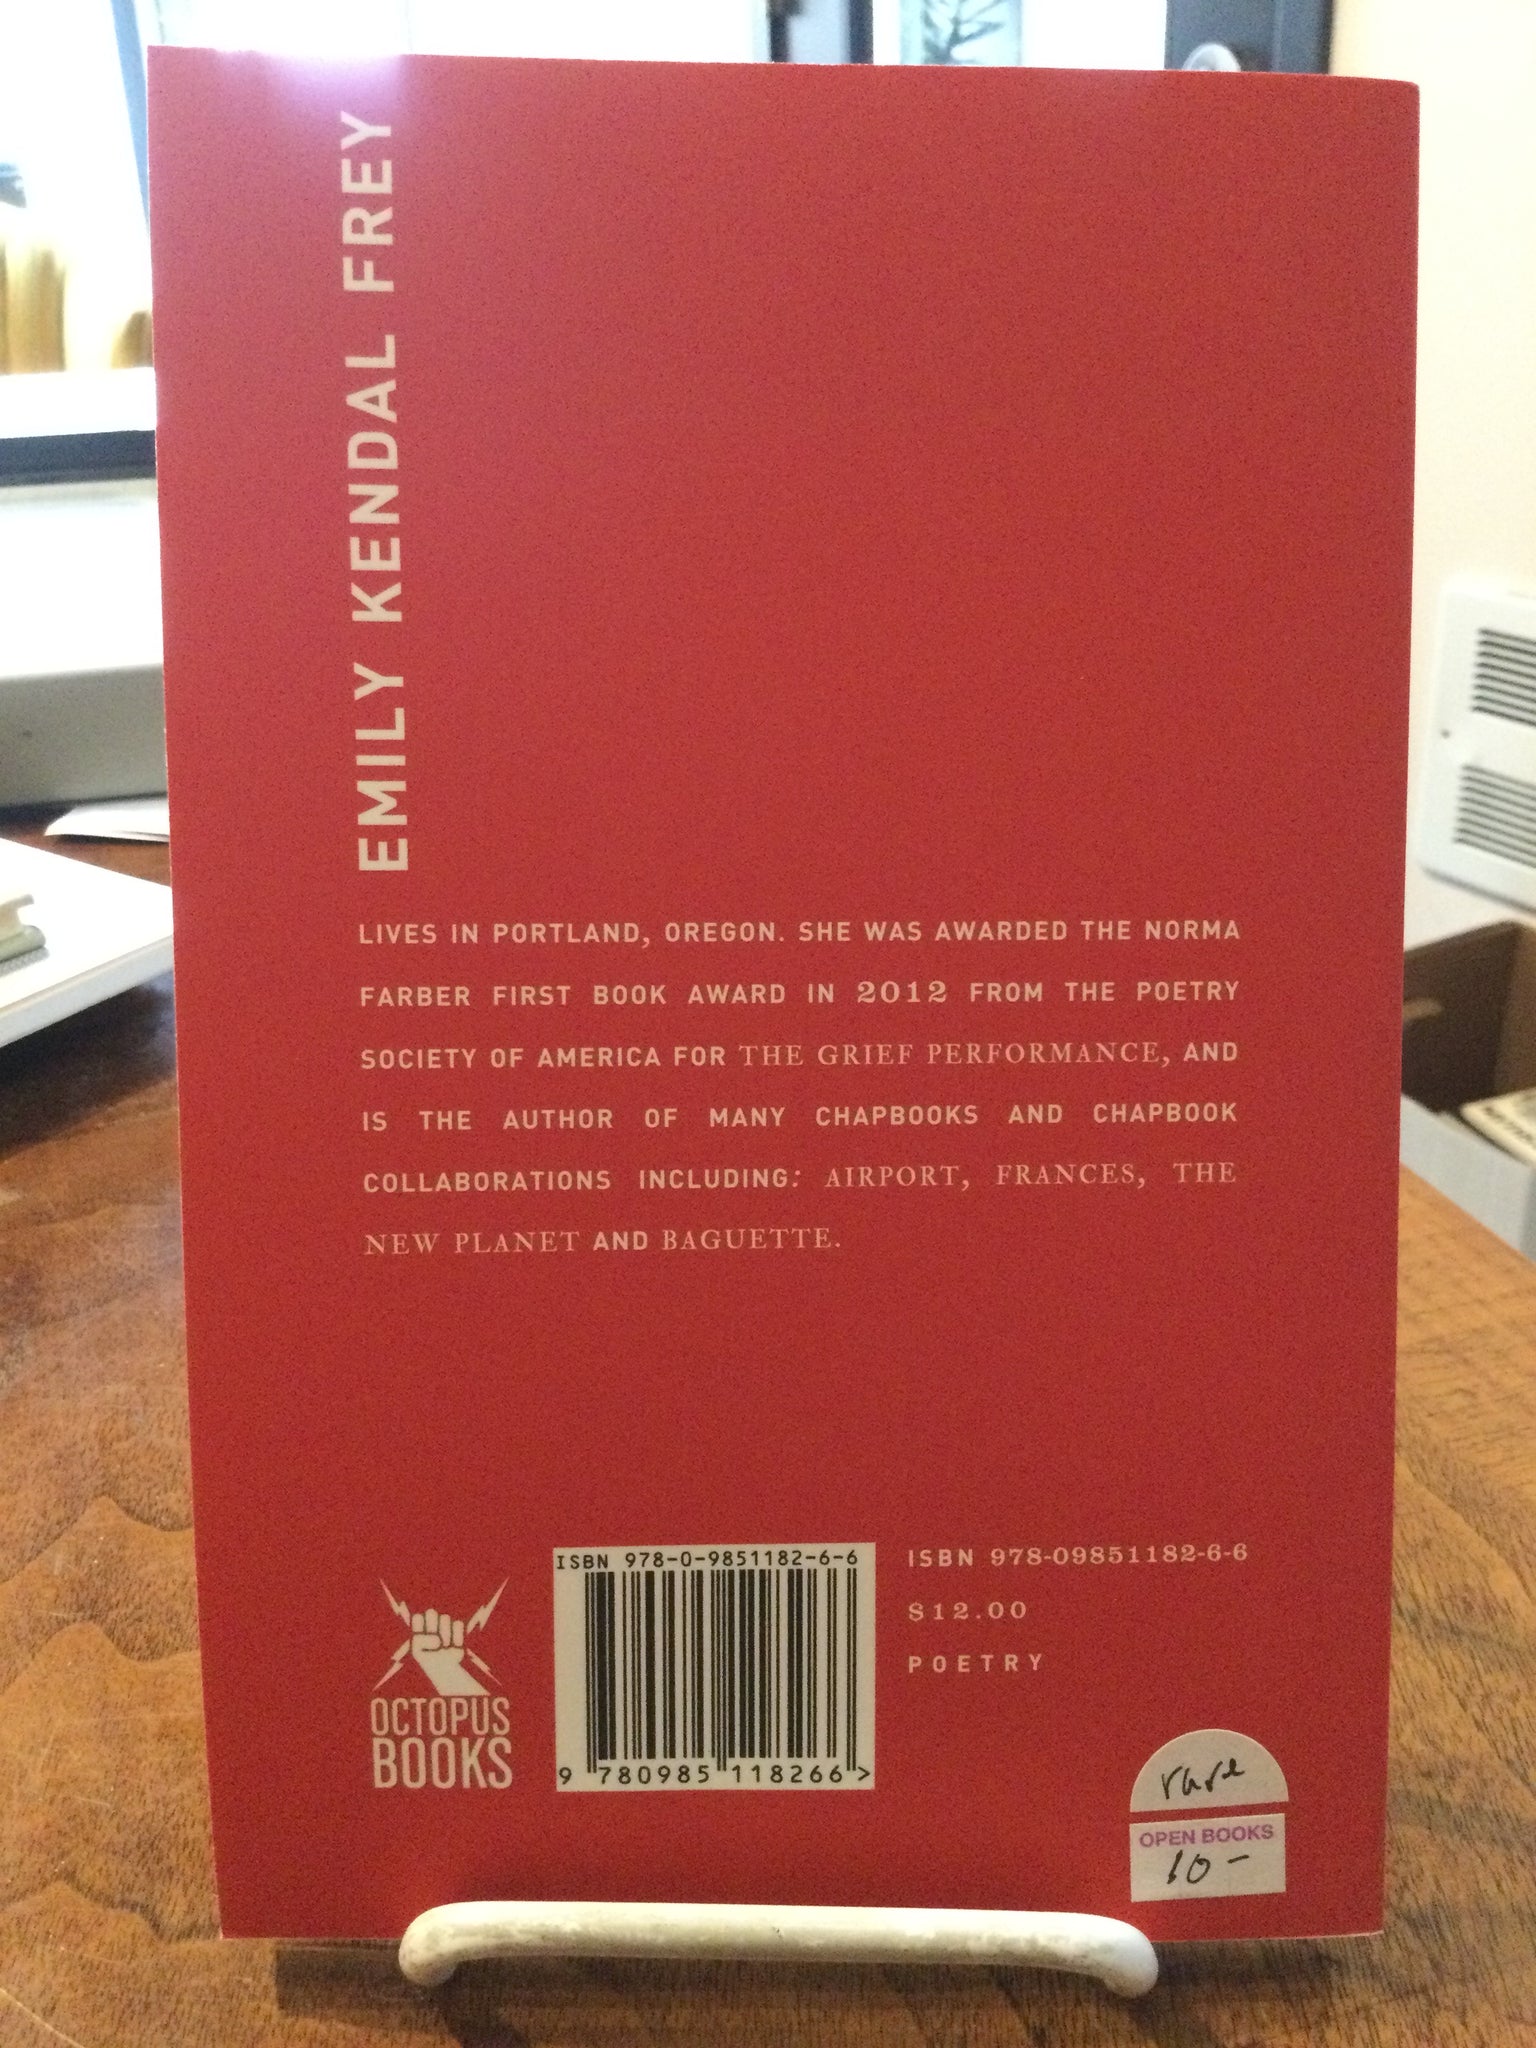 EMILY KENDAL FREY
LIVES IN PORTLAND, OREGON. SHE WAS AWARDED THE NORMA
FARBER FIRST BOOK AWARD IN 2012 FROM THE POETRY
SOCIETY OF AMERICA FOR THE GRIEF PERFORMANCE, AND
IS THE AUTHOR OF MANY CHAPBOOKS AND CHAPBOOK
COLLABORATIONS INCLUDING: AIRPORT, FRANCES, THE
NEW PLANET AND BAGUETTE.
OCTOPUS
BOOKS
ISBN 978-0-9851182-6-6
9 780985 118266 >
ISBN 978-09851182-6-6
$12.00
POETRY
rare
OPEN BOOKS
10-